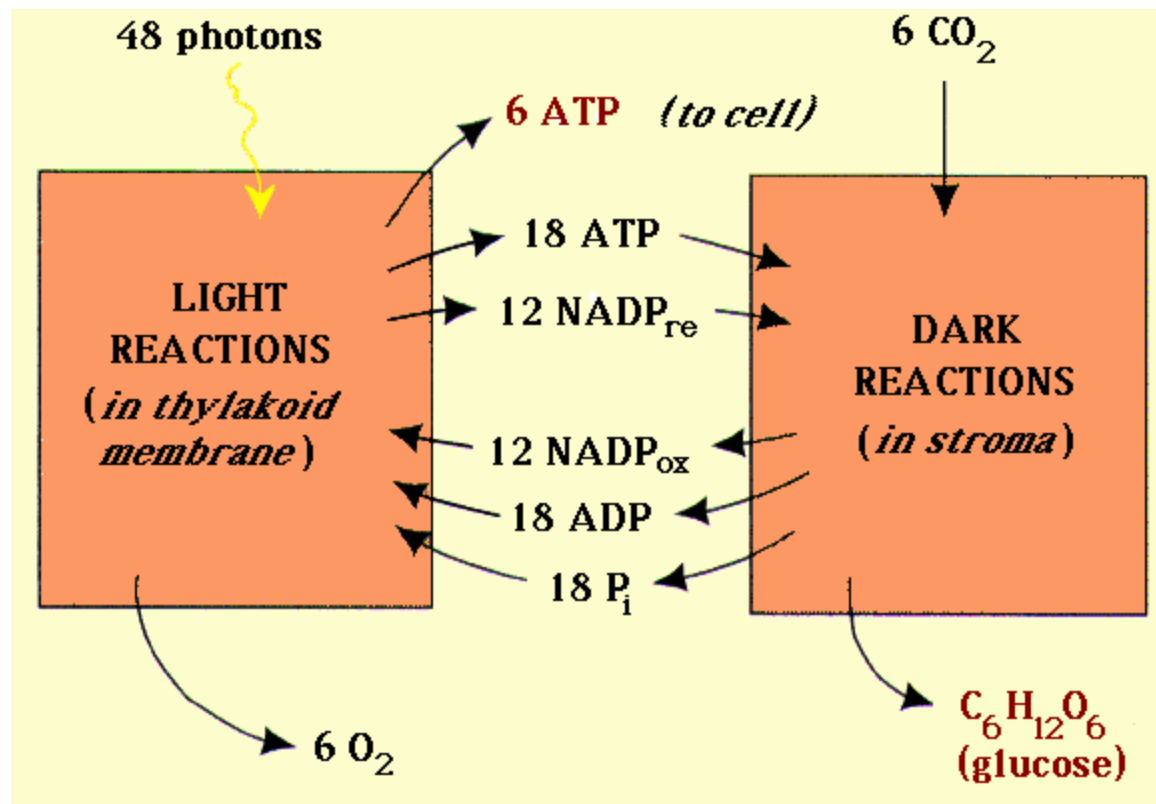 48 photons
6 CO₂
6 ATP (to cell)
18 ATP
12 NADPre
LIGHT
REACTIONS
(in thylakoid
membrane)
DARK
REACTIONS
(in stroma)
12 NADPox
18 ADP
18 Pi
6 O₂
C₆H₁₂O₆
(glucose)